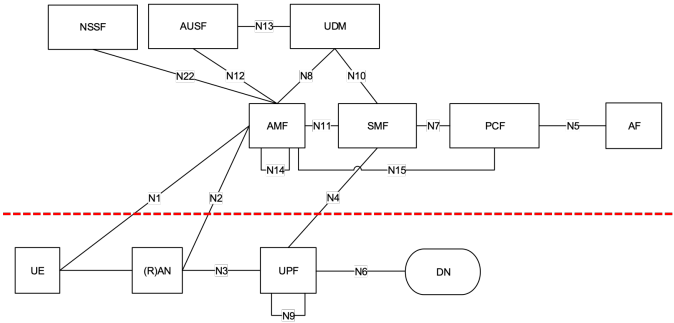 NSSF
AUSF
N13
UDM
N22
N12
N8
N10
AMF
N11
SMF
N7
PCF
N5
AF
N14
N15
N1
N2
N4
UE
(R)AN
N3
UPF
N6
DN
N9